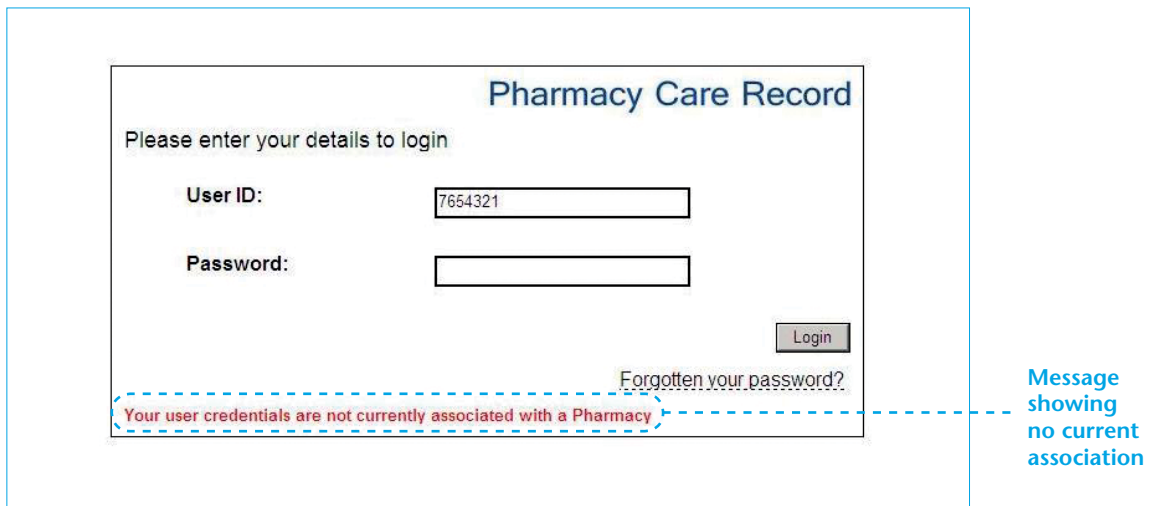 Pharmacy Care Record
Please enter your details to login
User ID:
7654321
Password:
Login
Forgotten your password?
Your user credentials are not currently associated with a Pharmacy
Message
showing
no current
association